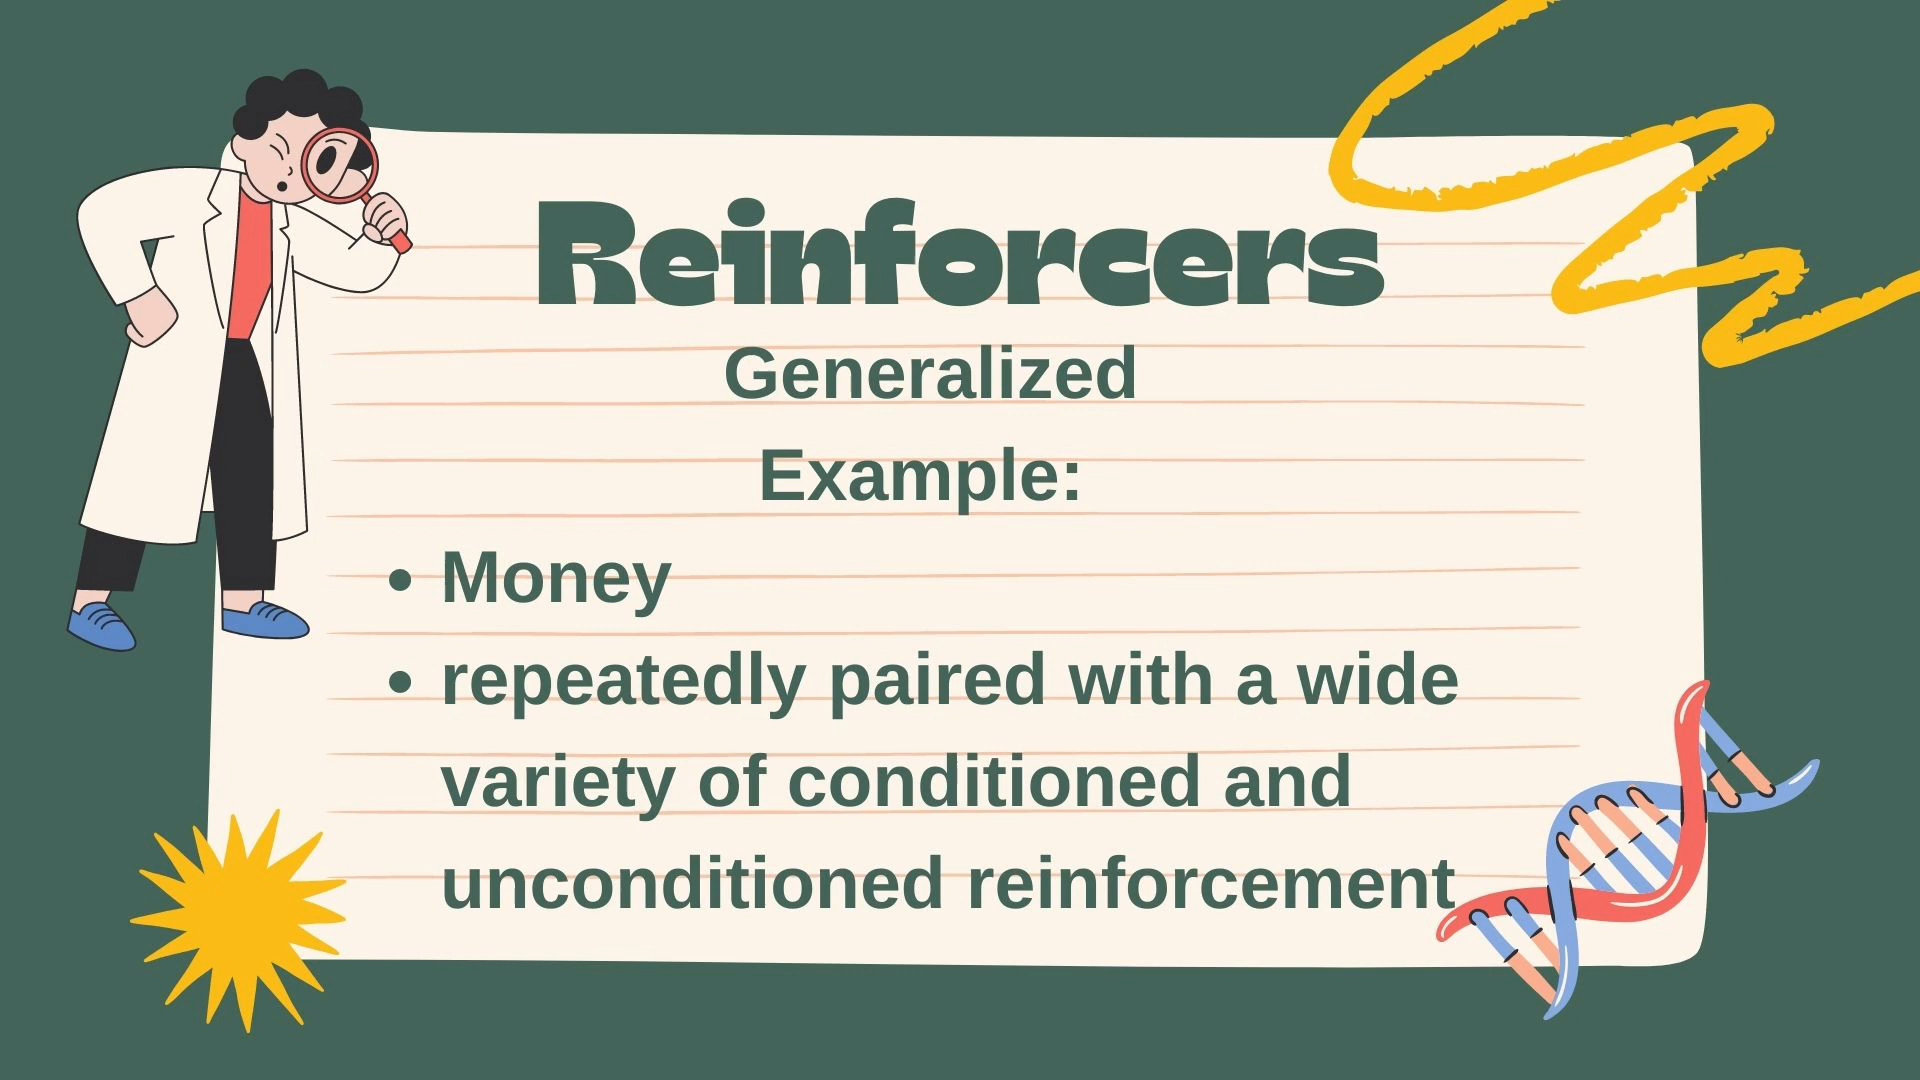 Reinforcers
Generalized
Example:
• Money
• repeatedly paired with a wide
variety of conditioned and
unconditioned reinforcement